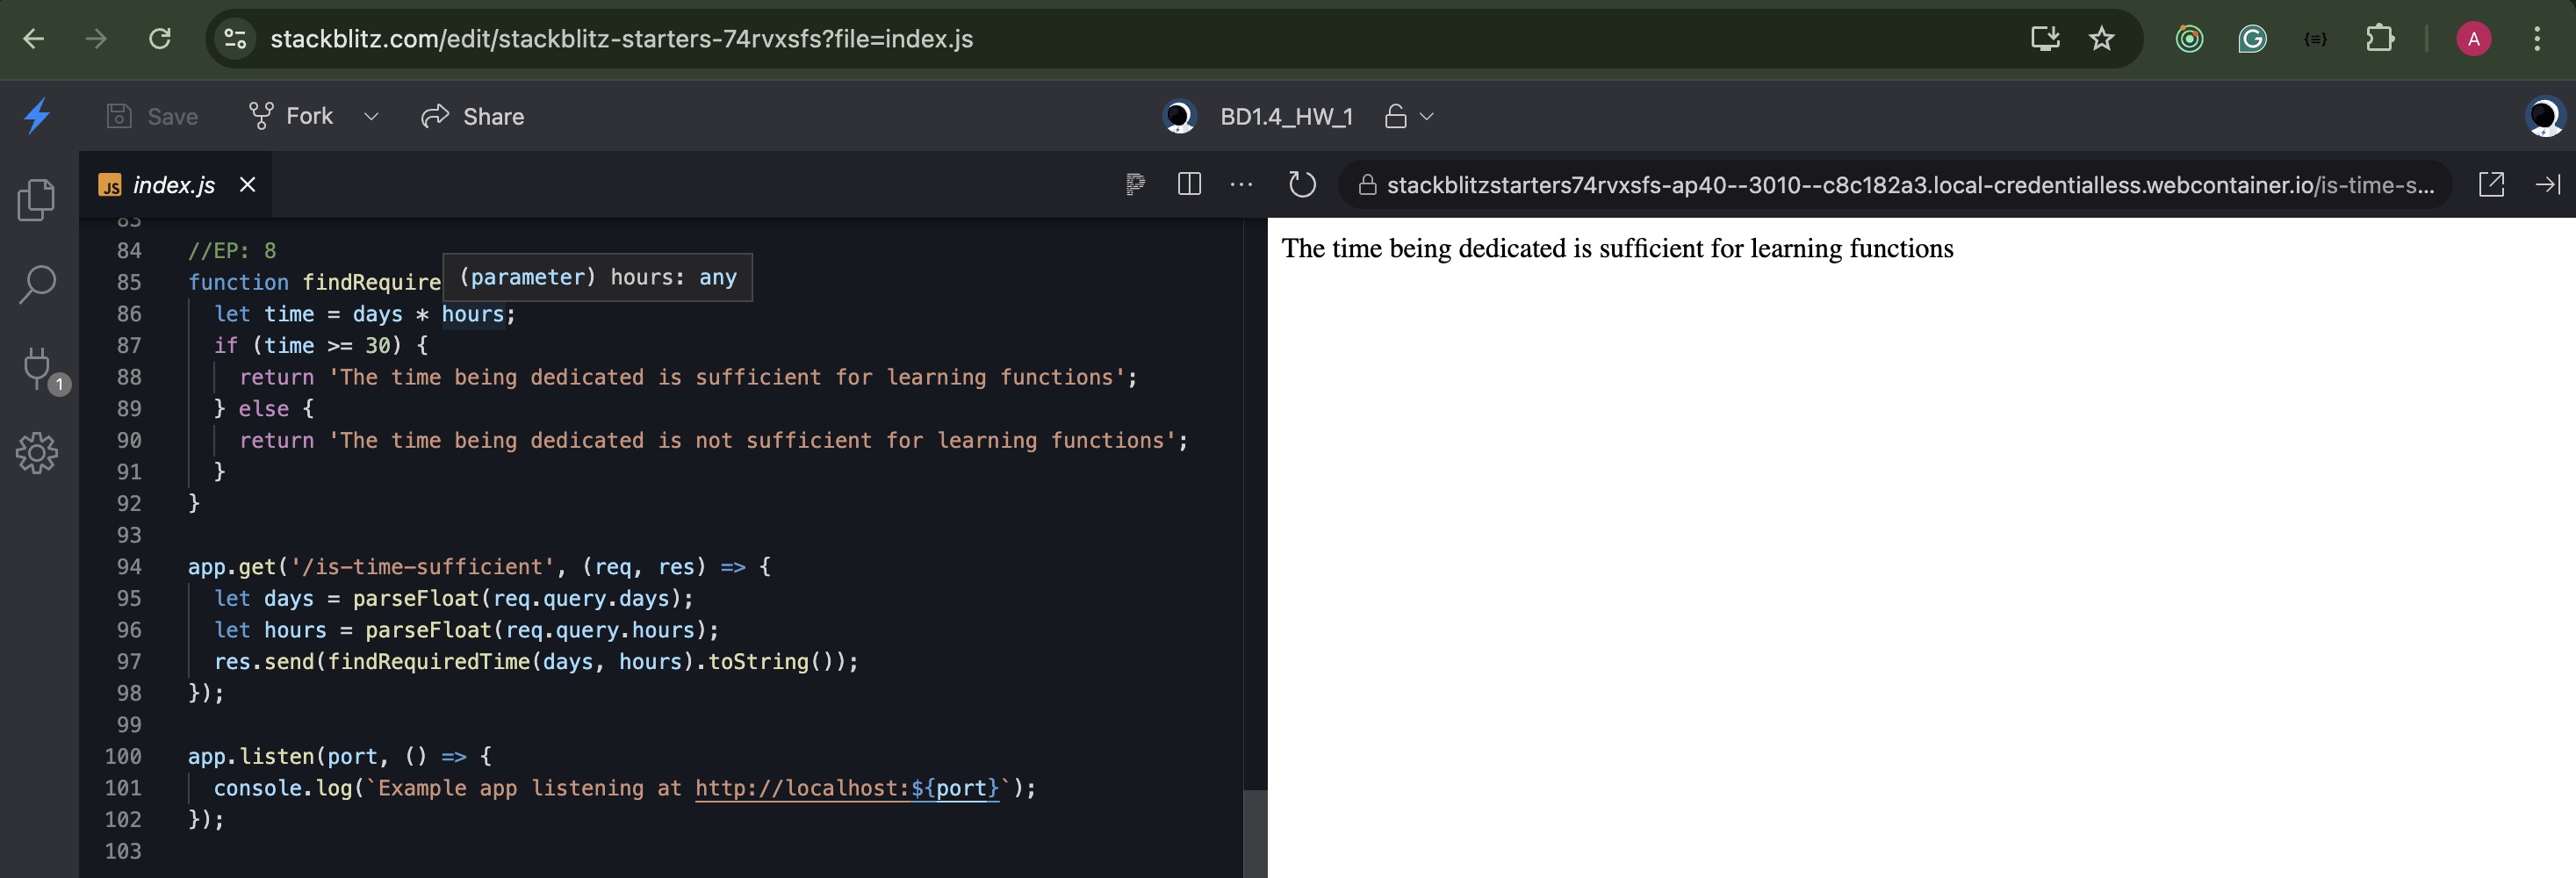 stackblitz.com/edit/stackblitz-starters-74rvxsfs?file=index.js
A
Save
Fork
Share
BD1.4_HW_1
JS index.js
stackblitzstarters74rvxsfs-ap40--3010--c8c182a3.local-credentialless.webcontainer.io/is-time-s...
83
84 //EP: 8
(parameter) hours: any
85 function findRequire
86 let time = days * hours;
87 if (time >= 30) {
88 return 'The time being dedicated is sufficient for learning functions';
89 } else {
90 return 'The time being dedicated is not sufficient for learning functions';
91 }
92 }
93
94 app.get('/is-time-sufficient', (req, res) => {
95 let days = parseFloat(req.query.days);
96 let hours = parseFloat(req.query.hours);
97 res.send(findRequiredTime(days, hours).toString());
98 });
99
100 app.listen(port, () => {
101 console.log(`Example app listening at http://localhost:${port}`);
102 });
103
1
The time being dedicated is sufficient for learning functions